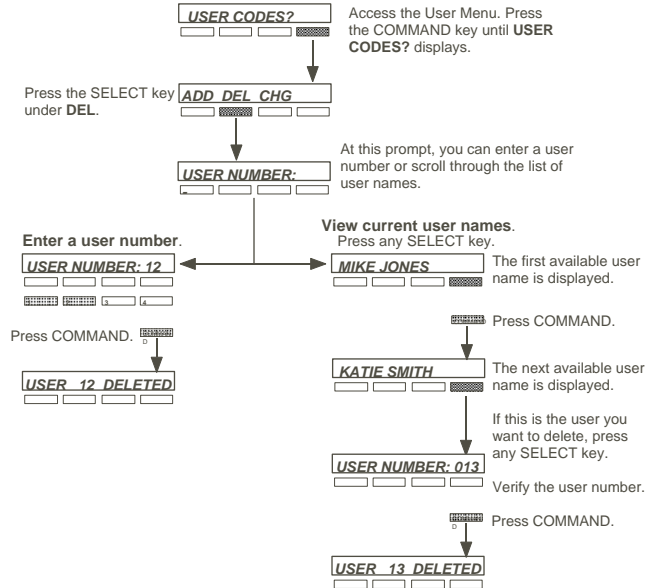 USER CODES?
Access the User Menu. Press
the COMMAND key until USER
CODES? displays.
Press the SELECT key
under DEL.
ADD DEL CHG
At this prompt, you can enter a user
number or scroll through the list of
user names.
USER NUMBER:
_
Enter a user number.
USER NUMBER: 12
3
4
Press COMMAND.
D
USER 12 DELETED
View current user names.
Press any SELECT key.
MIKE JONES
The first available user
name is displayed.
Press COMMAND.
KATIE SMITH
The next available user
name is displayed.
If this is the user you
want to delete, press
any SELECT key.
USER NUMBER: 013
Verify the user number.
Press COMMAND.
D
USER 13 DELETED